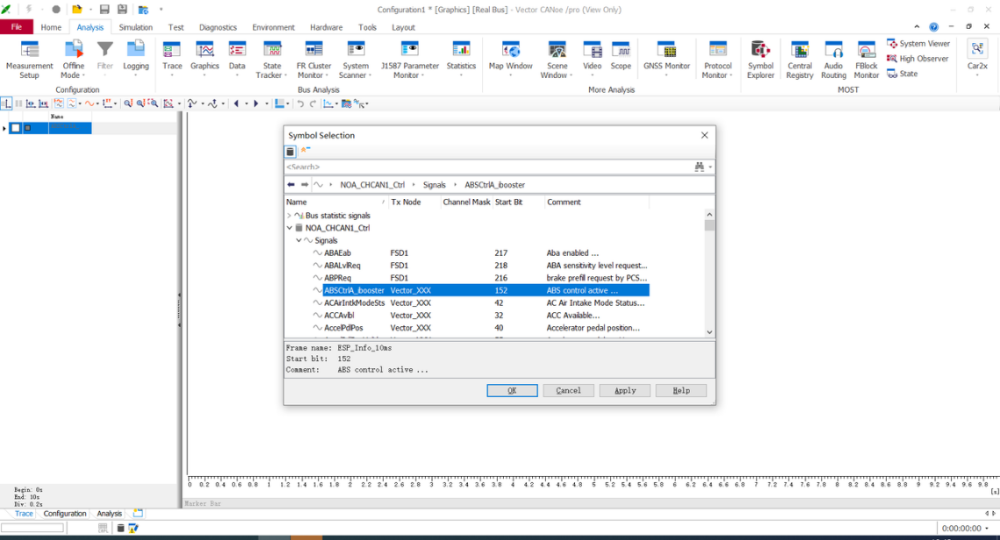 Configuration1 * [Graphics] [Real Bus] - Vector CANoe /pro (View Only)
File Home Analysis Simulation Test Diagnostics Environment Hardware Tools Layout
Measurement Setup Offline Mode Filter Logging Trace Graphics Data State Tracker FR Cluster Monitor System Scanner J1587 Parameter Monitor Statistics Map Window Scene Window Video Scope GNSS Monitor Protocol Monitor Symbol Explorer Central Registry Audio Routing FBlock Monitor System Viewer High Observer State Car2x
Configuration Bus Analysis More Analysis MOST
Name
Symbol Selection
<Search>
NOA_CHCAN1_Ctrl Signals ABSCtrlA_ibooster
Name Tx Node Channel Mask Start Bit Comment
Bus statistic signals
NOA_CHCAN1_Ctrl
Signals
ABAEab FSD1 217 Aba enabled ...
ABALvlReq FSD1 218 ABA sensitivity level request...
ABPReq FSD1 216 brake prefill request by PCS...
ABSCtrlA_ibooster Vector_XXX 152 ABS control active ...
ACAirIntkModeSts Vector_XXX 42 AC Air Intake Mode Status...
ACCAvlbl Vector_XXX 32 ACC Available...
AccelPdlPos Vector_XXX 40 Accelerator pedal position...
Frame name: ESP_Info_10ms
Start bit: 152
Comment: ABS control active ...
OK Cancel Apply Help
0 0.2 0.4 0.6 0.8 1 1.2 1.4 1.6 1.8 2 2.2 2.4 2.6 2.8 3 3.2 3.4 3.6 3.8 4 4.2 4.4 4.6 4.8 5 5.2 5.4 5.6 5.8 6 6.2 6.4 6.6 6.8 7 7.2 7.4 7.6 7.8 8 8.2 8.4 8.6 8.8 9 9.2 9.4 9.6 9.8
[s]
Begin: 0s
End: 10s
Div: 0.2s
Marker Bar
Trace Configuration Analysis
0:00:00:00